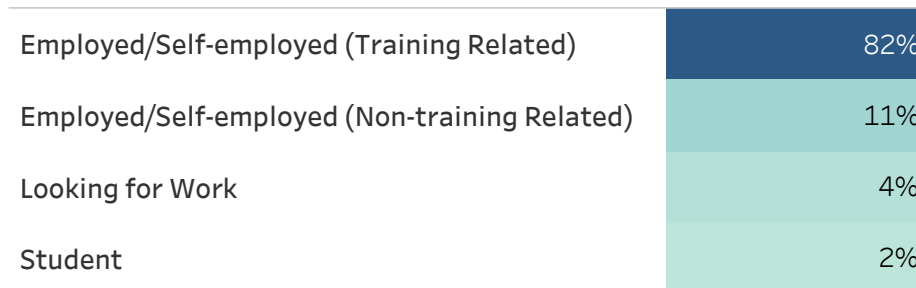 Employed/Self-employed (Training Related) 82%
Employed/Self-employed (Non-training Related) 11%
Looking for Work 4%
Student 2%